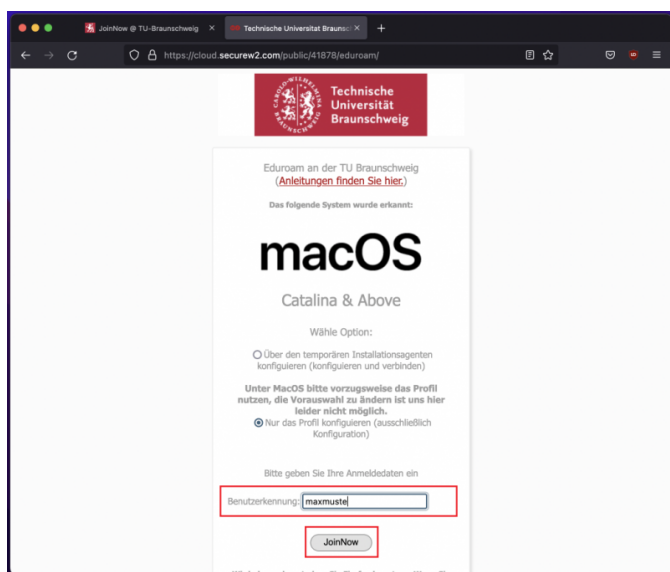 JoinNow @ TU-Braunschweig
Technische Universitat Braunsc
https://cloud.securew2.com/public/41878/eduroam/
Technische
Universität
Braunschweig
Eduroam an der TU Braunschweig
(Anleitungen finden Sie hier.)
Das folgende System wurde erkannt:
macOS
Catalina & Above
Wähle Option:
Über den temporären Installationsagenten
konfigurieren (konfigurieren und verbinden)
Unter MacOS bitte vorzugsweise das Profil
nutzen, die Vorauswahl zu ändern ist uns hier
leider nicht möglich.
Nur das Profil konfigurieren (ausschließlich
Konfiguration)
Bitte geben Sie Ihre Anmeldedaten ein
Benutzerkennung: maxmuste
JoinNow